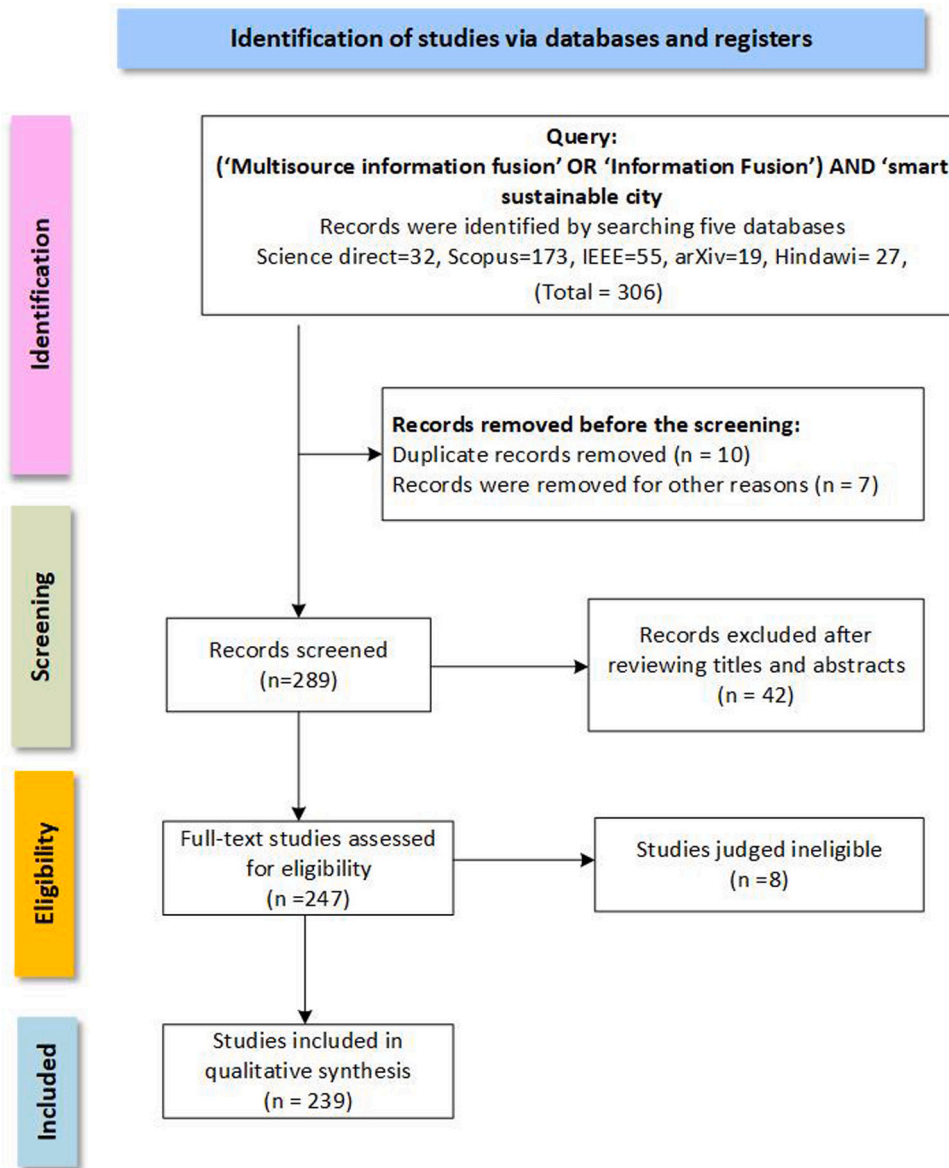 Identification of studies via databases and registers
Identification
Query:
(‘Multisource information fusion’ OR ‘Information Fusion’) AND ‘smart
sustainable city
Records were identified by searching five databases
Science direct=32, Scopus=173, IEEE=55, arXiv=19, Hindawi= 27,
(Total = 306)
Records removed before the screening:
Duplicate records removed (n = 10)
Records were removed for other reasons (n = 7)
Screening
Records screened
(n=289)
Records excluded after
reviewing titles and abstracts
(n = 42)
Eligibility
Full-text studies assessed
for eligibility
(n =247)
Studies judged ineligible
(n =8)
Included
Studies included in
qualitative synthesis
(n = 239)